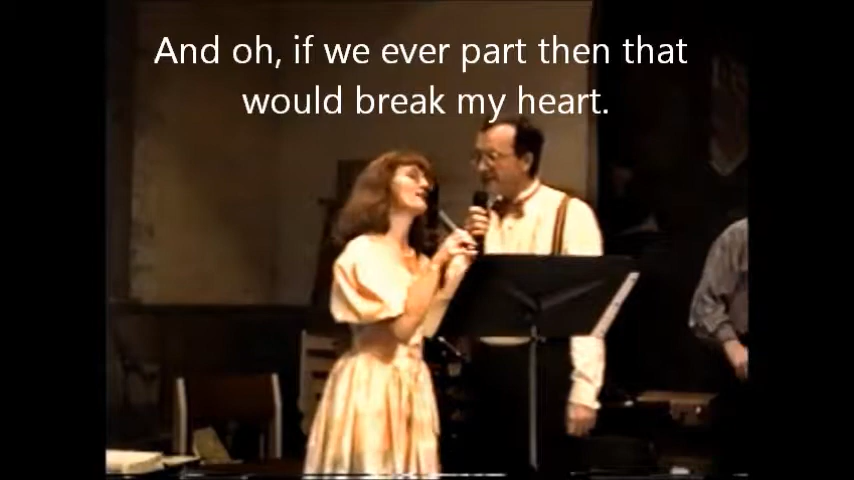 And oh, if we ever part then that
would break my heart.